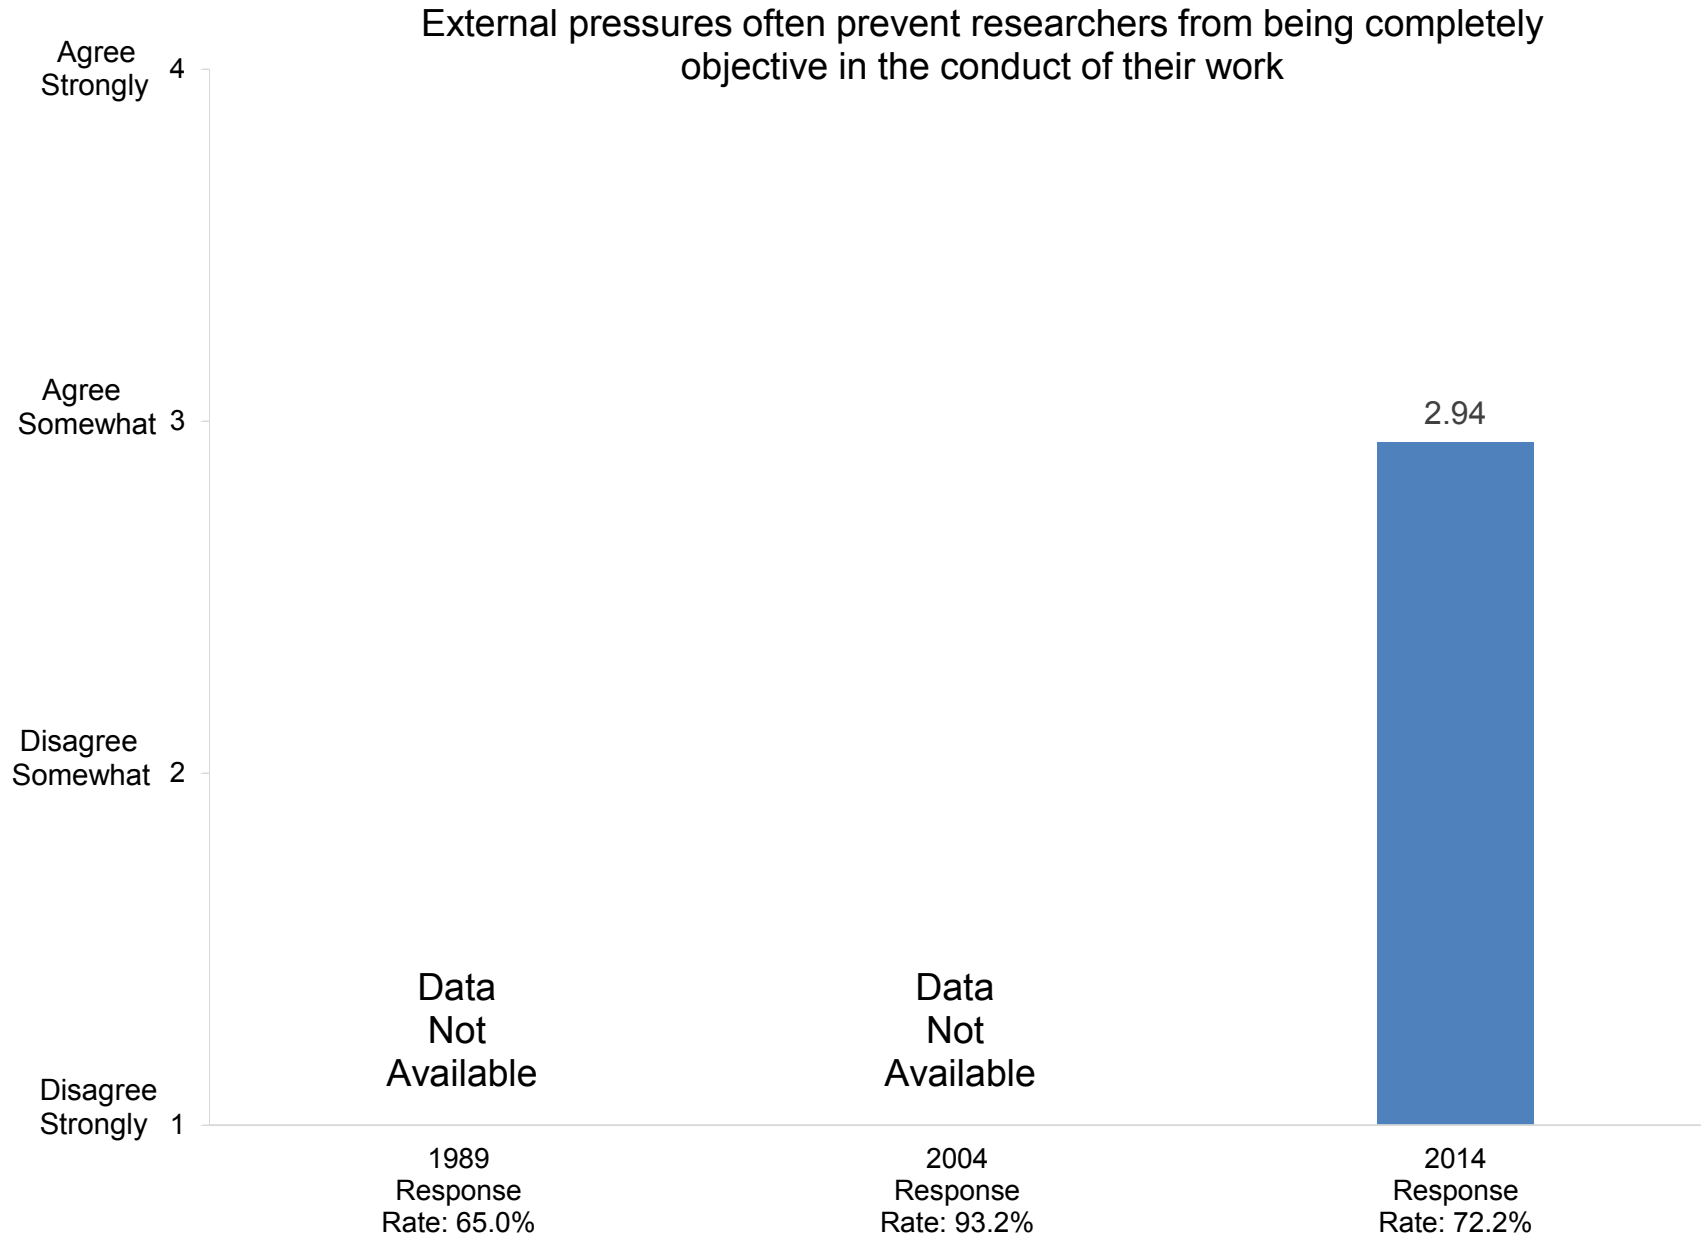 External pressures often prevent researchers from being completely
objective in the conduct of their work
Agree
Strongly 4
Agree
Somewhat 3
Disagree
Somewhat 2
Disagree
Strongly 1
2.94
Data
Not
Available
Data
Not
Available
1989
Response
Rate: 65.0%
2004
Response
Rate: 93.2%
2014
Response
Rate: 72.2%